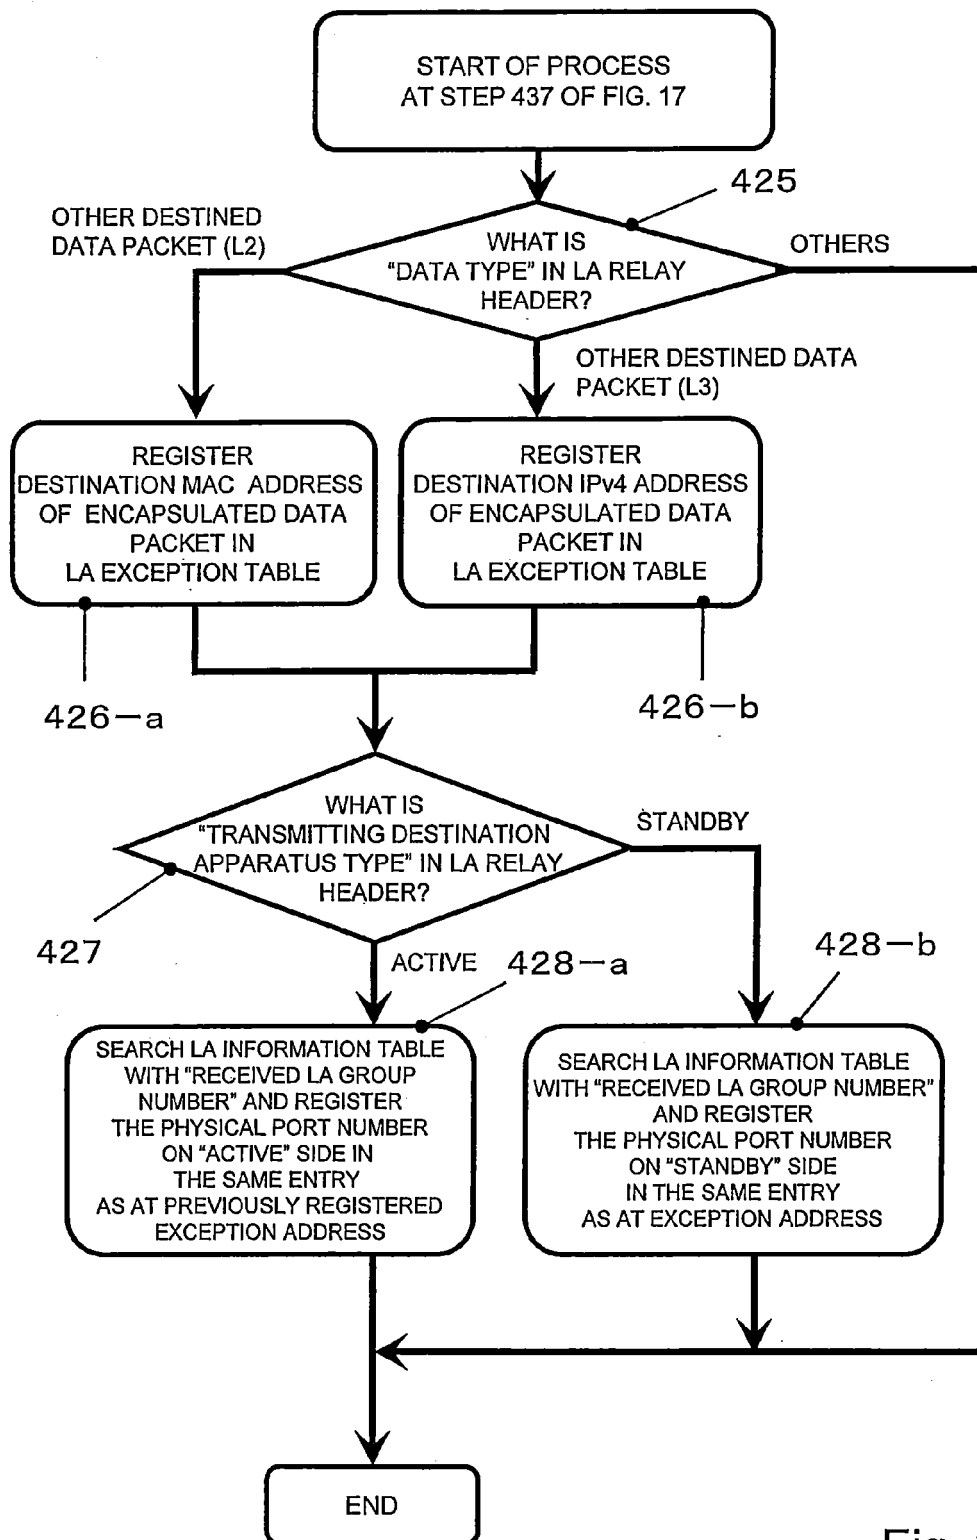 START OF PROCESS
AT STEP 437 OF FIG. 17
425
OTHER DESTINED
DATA PACKET (L2)
WHAT IS
“DATA TYPE” IN LA RELAY
HEADER?
OTHERS
OTHER DESTINED DATA
PACKET (L3)
REGISTER
DESTINATION MAC ADDRESS
OF ENCAPSULATED DATA
PACKET IN
LA EXCEPTION TABLE
REGISTER
DESTINATION IPv4 ADDRESS
OF ENCAPSULATED DATA
PACKET IN
LA EXCEPTION TABLE
426-a
426-b
WHAT IS
“TRANSMITTING DESTINATION
APPARATUS TYPE” IN LA RELAY
HEADER?
STANDBY
427
ACTIVE
428-a
428-b
SEARCH LA INFORMATION TABLE
WITH “RECEIVED LA GROUP
NUMBER” AND REGISTER
THE PHYSICAL PORT NUMBER
ON “ACTIVE” SIDE IN
THE SAME ENTRY
AS AT PREVIOUSLY REGISTERED
EXCEPTION ADDRESS
SEARCH LA INFORMATION TABLE
WITH “RECEIVED LA GROUP NUMBER”
AND REGISTER
THE PHYSICAL PORT NUMBER
ON “STANDBY” SIDE
IN THE SAME ENTRY
AS AT EXCEPTION ADDRESS
END